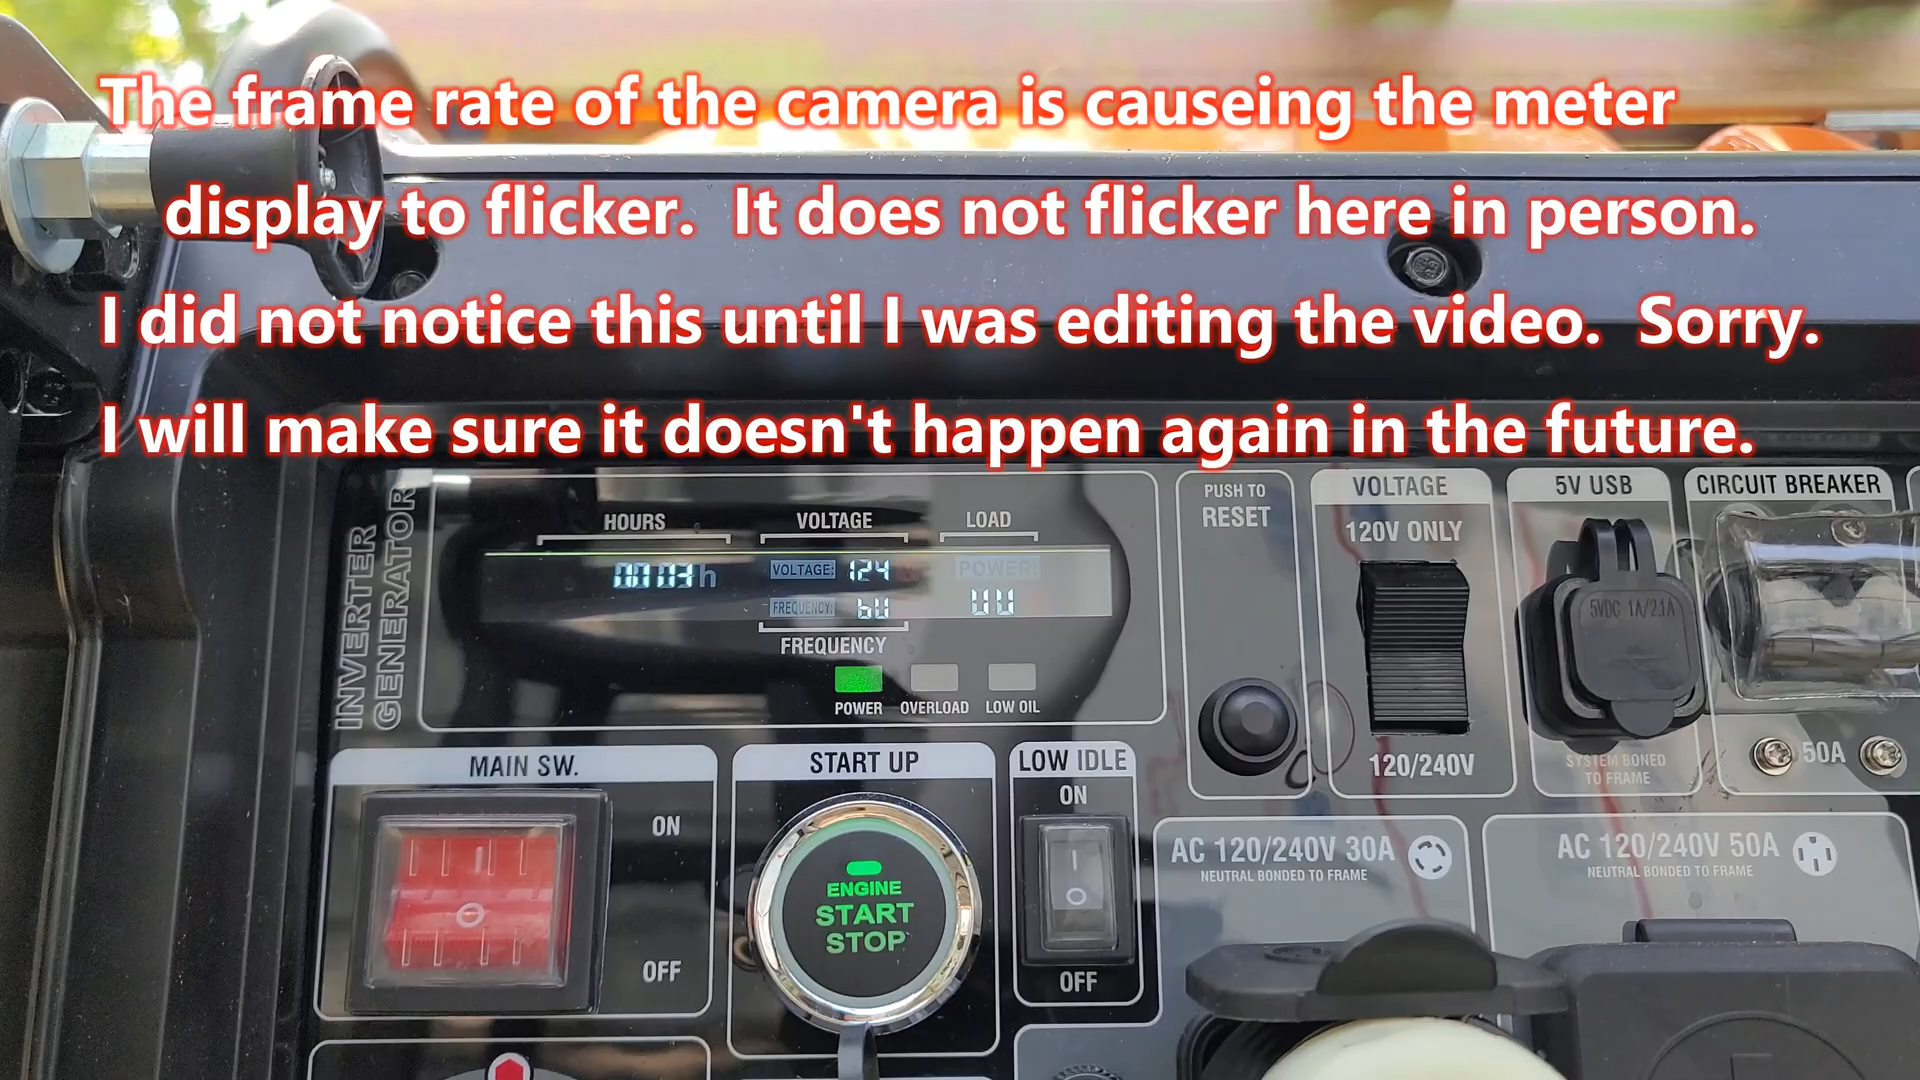 The frame rate of the camera is causeing the meter
display to flicker. It does not flicker here in person.
I did not notice this until I was editing the video. Sorry.
I will make sure it doesn't happen again in the future.
INVERTER
GENERATOR
HOURS
VOLTAGE
LOAD
h
VOLTAGE: 124
POWER:
FREQUENCY:
FREQUENCY
POWER
OVERLOAD
LOW OIL
PUSH TO
RESET
VOLTAGE
120V ONLY
120/240V
5V USB
5VDC 1A/2.1A
SYSTEM BONED
TO FRAME
CIRCUIT BREAKER
50A
MAIN SW.
ON
OFF
START UP
ENGINE
START
STOP
LOW IDLE
ON
OFF
AC 120/240V 30A
NEUTRAL BONDED TO FRAME
AC 120/240V 50A
NEUTRAL BONDED TO FRAME